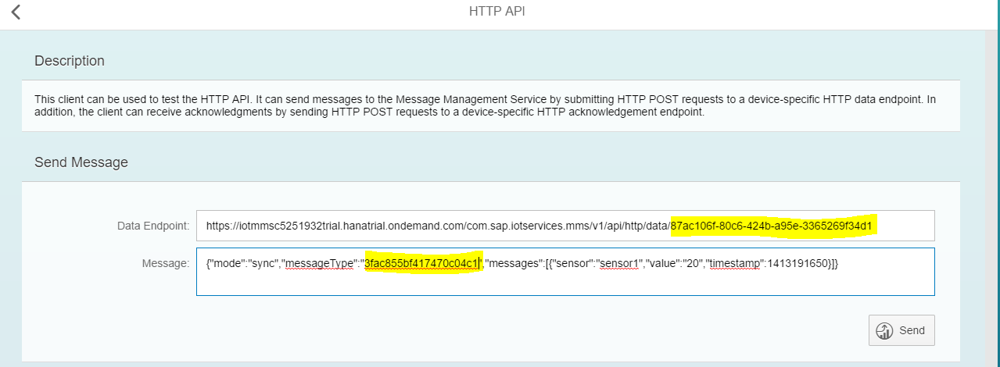 HTTP API
Description
This client can be used to test the HTTP API. It can send messages to the Message Management Service by submitting HTTP POST requests to a device-specific HTTP data endpoint. In
addition, the client can receive acknowledgments by sending HTTP POST requests to a device-specific HTTP acknowledgement endpoint.
Send Message
Data Endpoint: https://iotmmsc5251932trial.hanatrial.ondemand.com/com.sap.iotservices.mms/v1/api/http/data/87ac106f-80c6-424b-a95e-3365269f34d1
Message: {"mode":"sync","messageType":"3fac855bf417470c04c1","messages":[{"sensor":"sensor1","value":"20","timestamp":1413191650}]}
Send